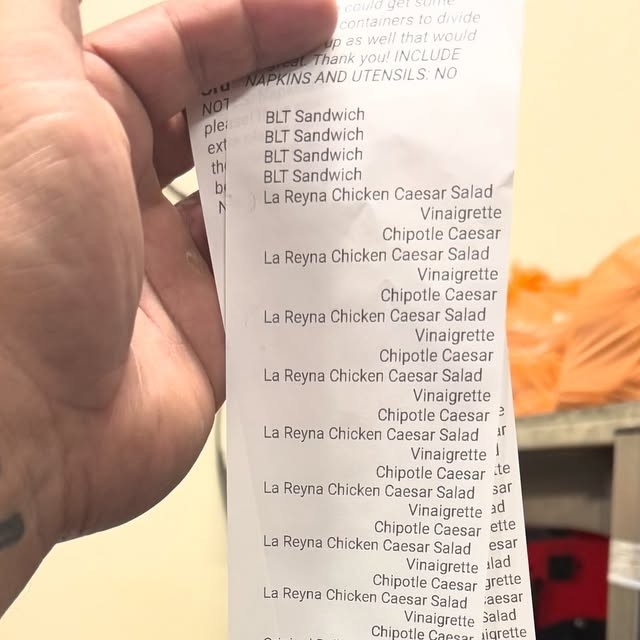 could get some
containers to divide
up as well that would
Thank you! INCLUDE
NAPKINS AND UTENSILS: NO
BLT Sandwich
BLT Sandwich
BLT Sandwich
BLT Sandwich
La Reyna Chicken Caesar Salad
Vinaigrette
Chipotle Caesar
La Reyna Chicken Caesar Salad
Vinaigrette
Chipotle Caesar
La Reyna Chicken Caesar Salad
Vinaigrette
Chipotle Caesar
La Reyna Chicken Caesar Salad
Vinaigrette
Chipotle Caesar
La Reyna Chicken Caesar Salad
Vinaigrette
Chipotle Caesar
La Reyna Chicken Caesar Salad
Vinaigrette
Chipotle Caesar
La Reyna Chicken Caesar Salad
Vinaigrette
Chipotle Caesar
La Reyna Chicken Caesar Salad
Vinaigrette
Chipotle Caesar